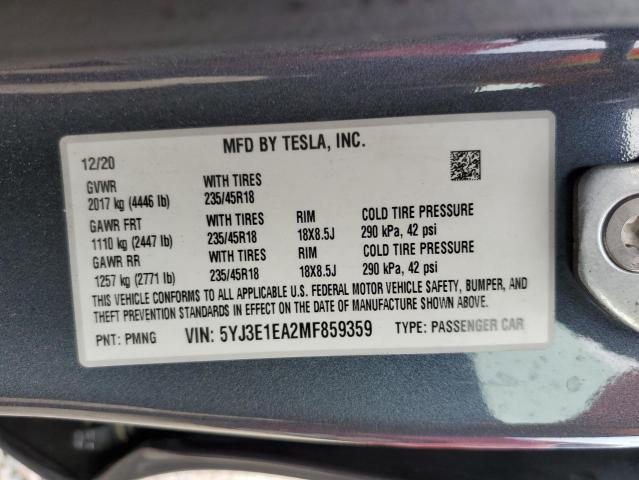 MFD BY TESLA, INC.
12/20
GVWR WITH TIRES
2017 kg (4446 lb) 235/45R18
GAWR FRT WITH TIRES RIM COLD TIRE PRESSURE
1110 kg (2447 lb) 235/45R18 18X8.5J 290 kPa, 42 psi
GAWR RR WITH TIRES RIM COLD TIRE PRESSURE
1257 kg (2771 lb) 235/45R18 18X8.5J 290 kPa, 42 psi
THIS VEHICLE CONFORMS TO ALL APPLICABLE U.S. FEDERAL MOTOR VEHICLE SAFETY, BUMPER, AND
THEFT PREVENTION STANDARDS IN EFFECT ON THE DATE OF MANUFACTURE SHOWN ABOVE.
PNT: PMNG VIN: 5YJ3E1EA2MF859359 TYPE: PASSENGER CAR